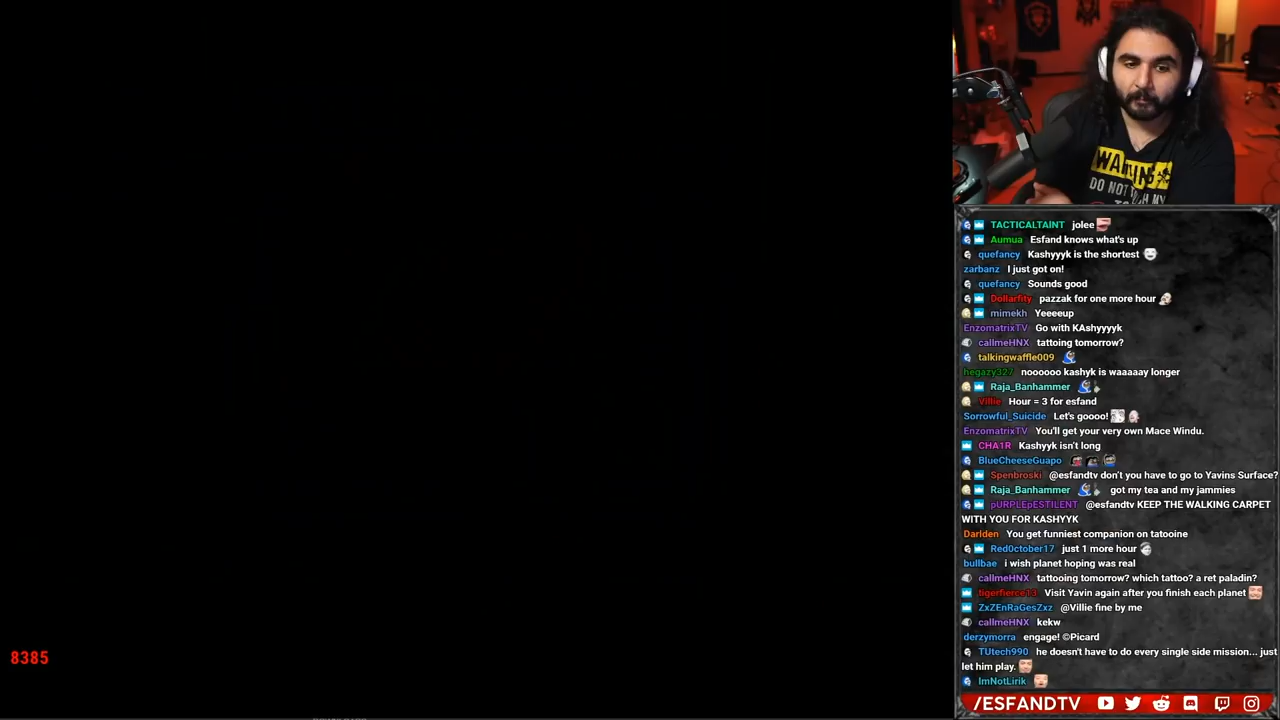 WARNING
DO NOT TOUCH MY
TACTICALTAINT jolee
Aumua Esfand knows what's up
quefancy Kashyyyk is the shortest
zarbanz I just got on!
quefancy Sounds good
Dollarfity pazzak for one more hour
mimekh Yeeeeup
EnzomatrixTV Go with KAshyyyyk
callmeHNX tattoing tomorrow?
talkingwaffle009
hegazy327 noooooo kashyk is waaaaay longer
Raja_Banhammer
Villie Hour = 3 for esfand
Sorrowful_Suicide Let's goooo!
EnzomatrixTV You'll get your very own Mace Windu.
CHA1R Kashyyk isn't long
BlueCheeseGuapo
Spenbroski @esfandtv don't you have to go to Yavins Surface?
Raja_Banhammer got my tea and my jammies
pURPLEpESTILENT @esfandtv KEEP THE WALKING CARPET
WITH YOU FOR KASHYYK
Darlden You get funniest companion on tatooine
Red0ctober17 just 1 more hour
bullbae i wish planet hoping was real
callmeHNX tattooing tomorrow? which tattoo? a ret paladin?
tigerfierce13 Visit Yavin again after you finish each planet
ZxZEnRaGesZxz @Villie fine by me
callmeHNX kekw
derzymorra engage! ©Picard
TUtech990 he doesn't have to do every single side mission... just
let him play.
ImNotLirik
8385
/ESFANDTV